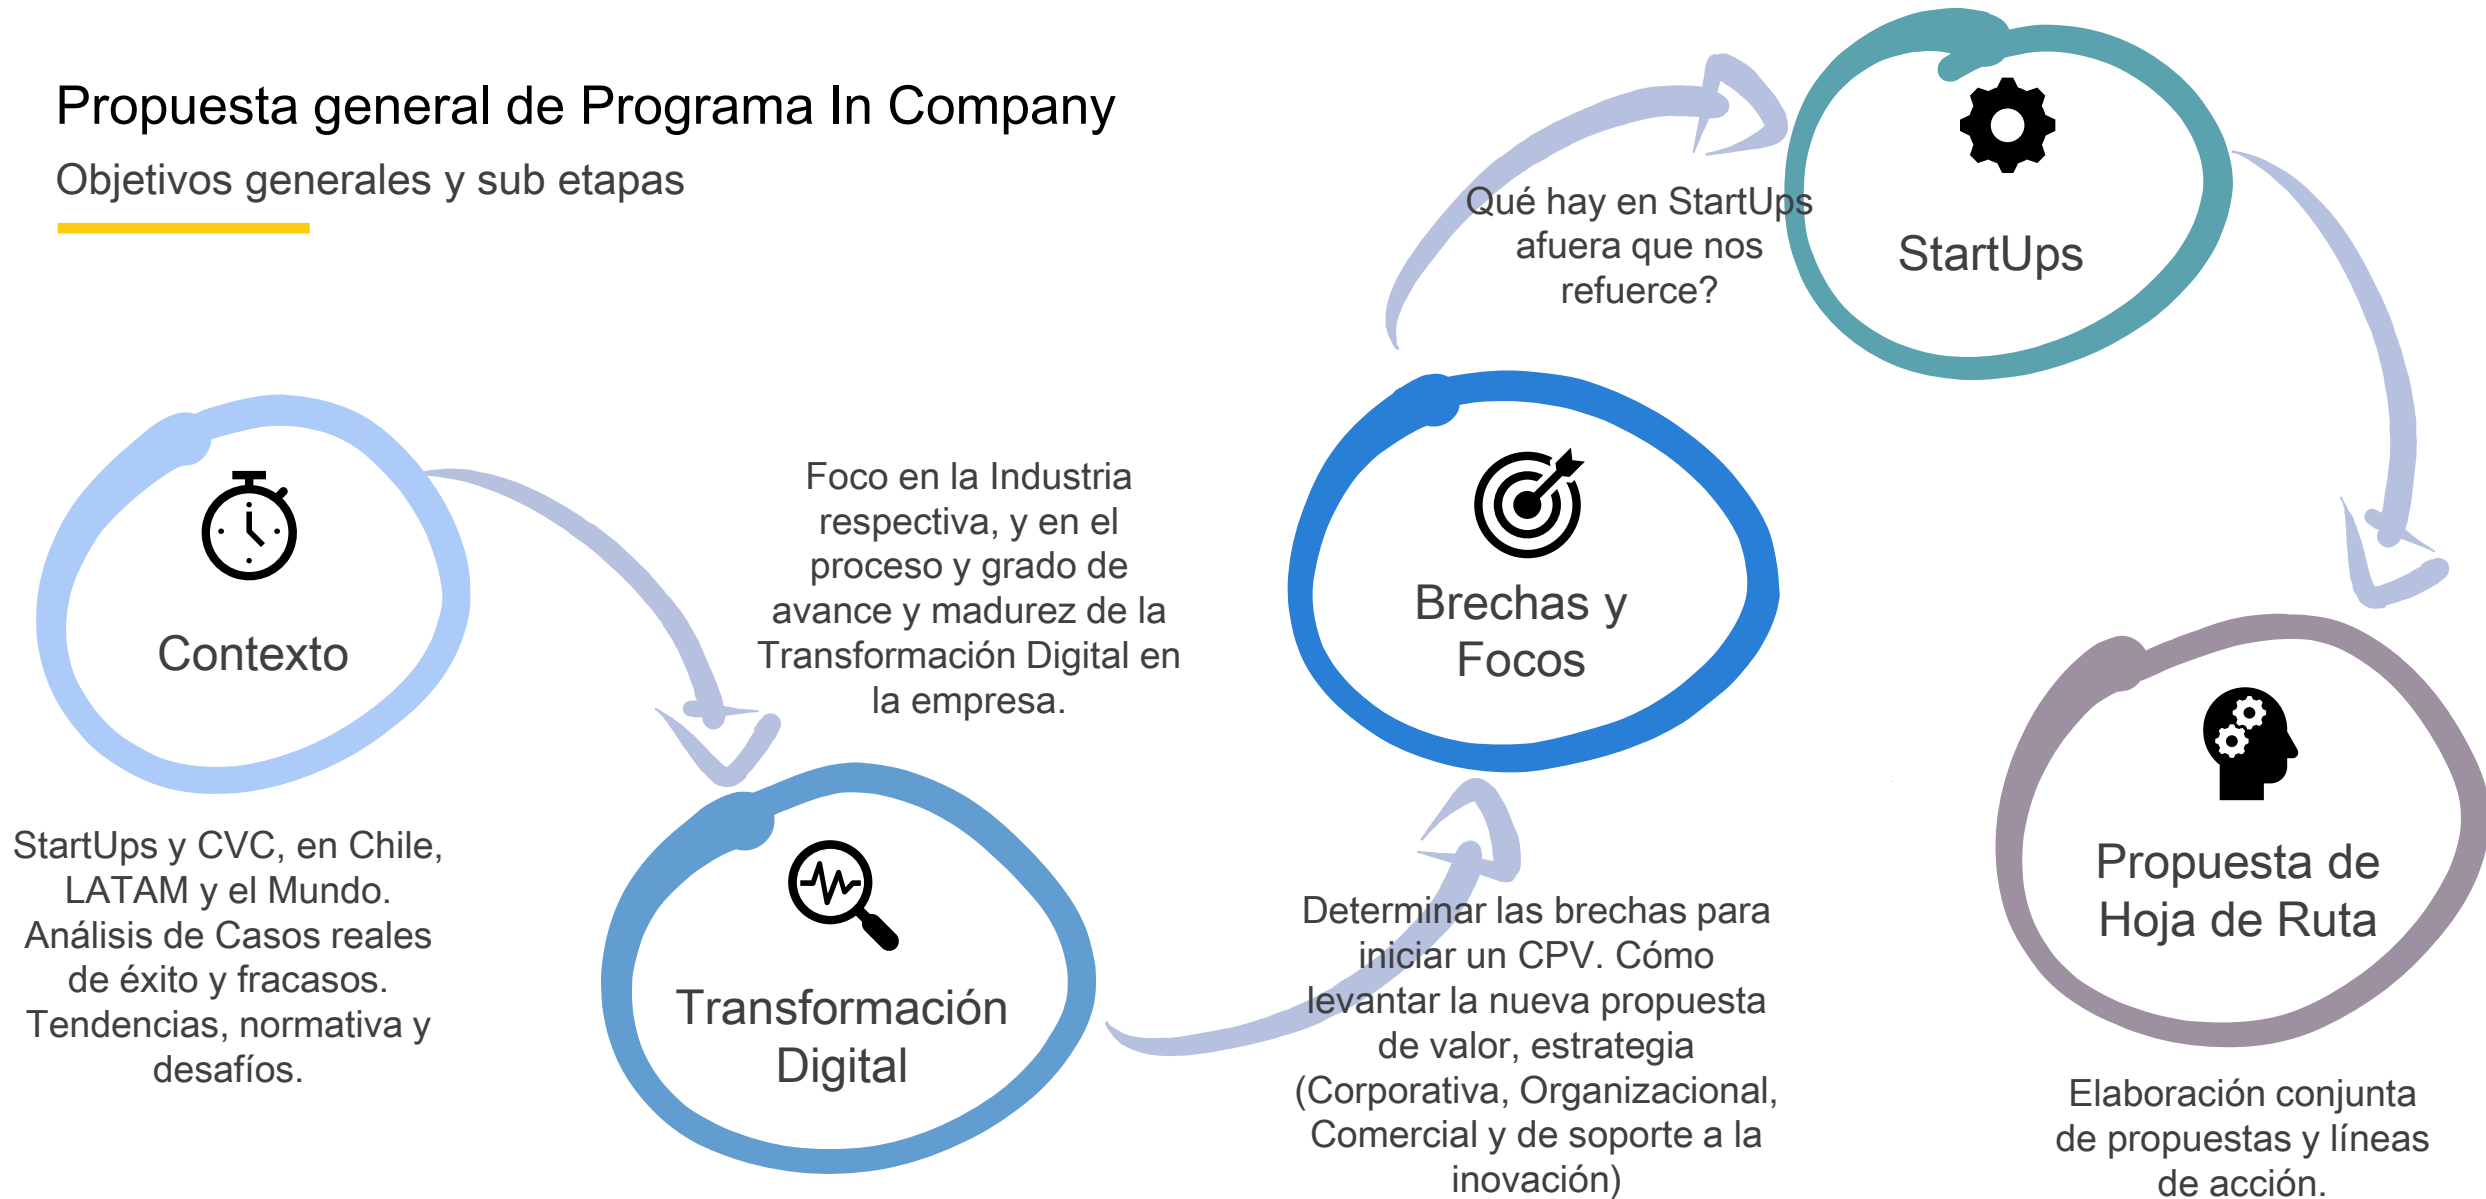 Propuesta general de Programa In Company
Objetivos generales y sub etapas
Contexto
StartUps y CVC, en Chile,
LATAM y el Mundo.
Análisis de Casos reales
de éxito y fracasos.
Tendencias, normativa y
desafíos.
Foco en la Industria
respectiva, y en el
proceso y grado de
avance y madurez de la
Transformación Digital en
la empresa.
Transformación
Digital
Brechas y
Focos
Determinar las brechas para
iniciar un CPV. Cómo
levantar la nueva propuesta
de valor, estrategia
(Corporativa, Organizacional,
Comercial y de soporte a la
inovación)
Qué hay en StartUps
afuera que nos
refuerce?
StartUps
Propuesta de
Hoja de Ruta
Elaboración conjunta
de propuestas y líneas
de acción.